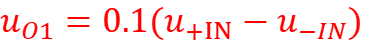 u_{O1} = 0.1(u_{+IN} − u_{−IN})